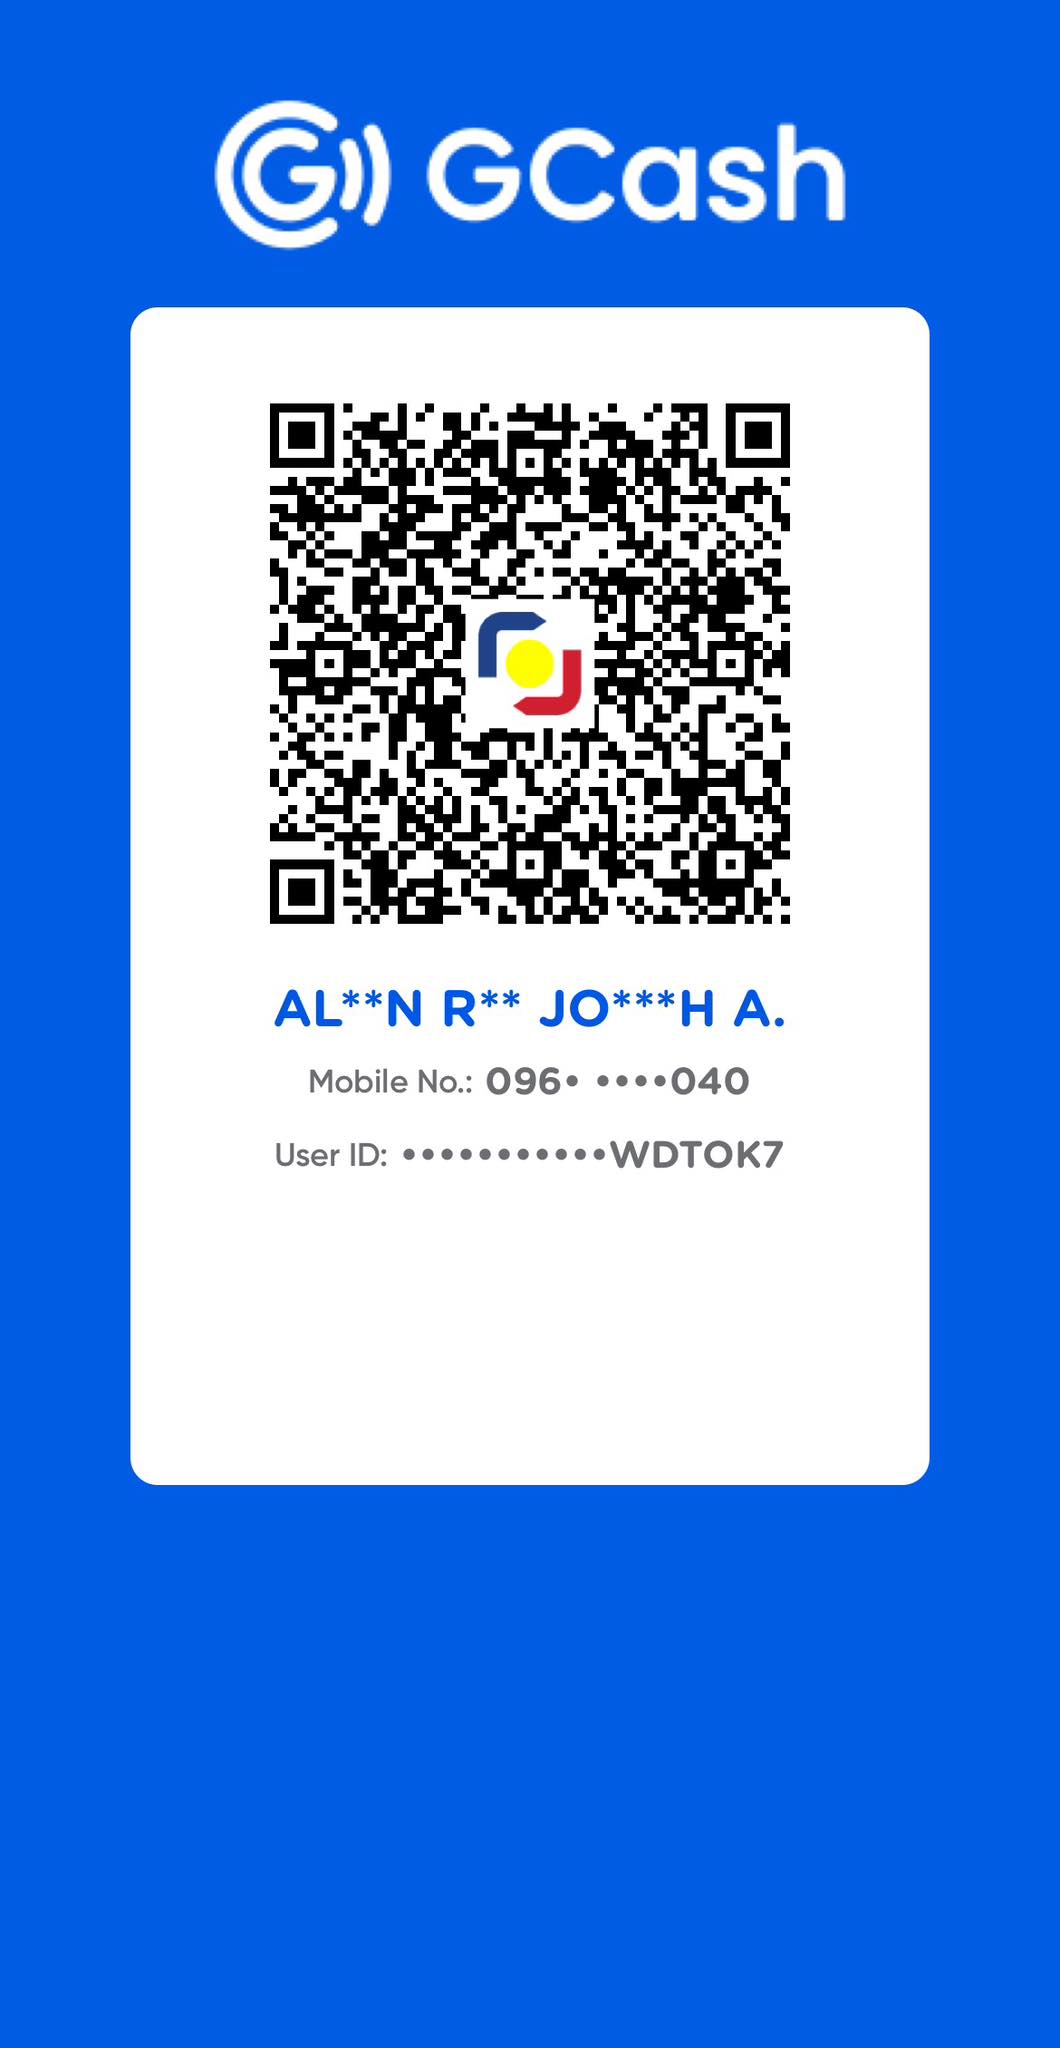 GCash
AL**N R** JO***H A.
Mobile No.: 096• ••••040
User ID: •••••••••••WDTOK7